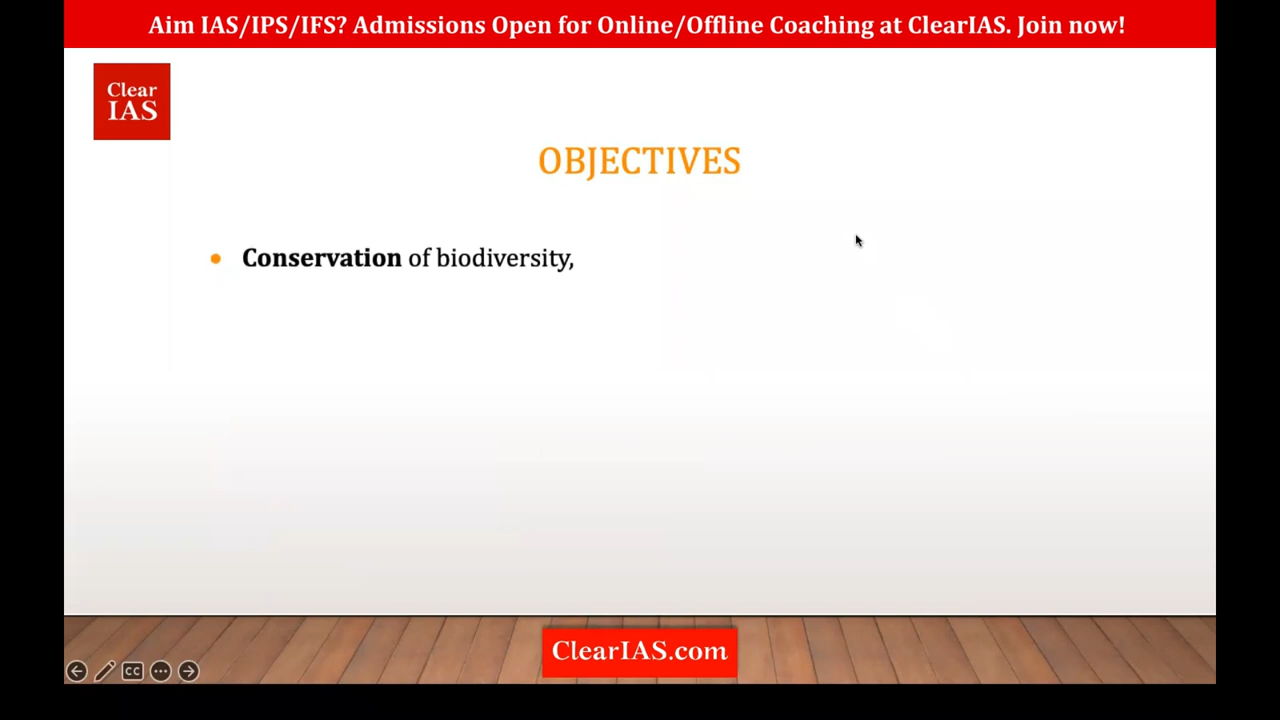 Aim IAS/IPS/IFS? Admissions Open for Online/Offline Coaching at ClearIAS. Join now!
Clear
IAS
OBJECTIVES
• Conservation of biodiversity,
ClearIAS.com
CC